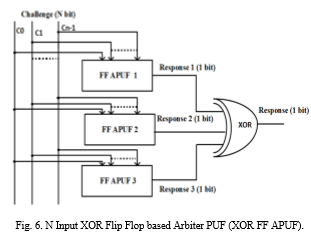 Challenge (N bit)
C0
C1
Cn-1
FF APUF 1
Response 1 (1 bit)
FF APUF 2
Response 2 (1 bit)
XOR
Response (1 bit)
FF APUF 3
Response 3 (1 bit)
Fig. 6. N Input XOR Flip Flop based Arbiter PUF (XOR FF APUF).